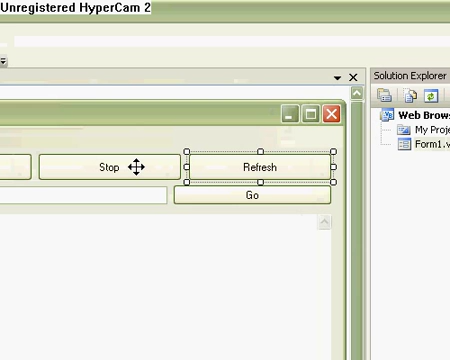 Unregistered HyperCam 2
Solution Explorer
Web Brows
My Proje
Form1.v
Stop
Refresh
Go